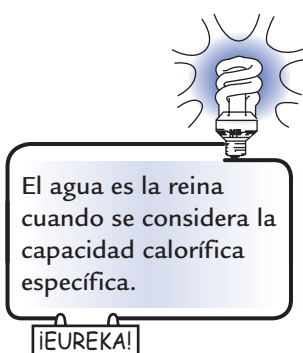 El agua es la reina
cuando se considera la
capacidad calorífica
específica.
¡EUREKA!